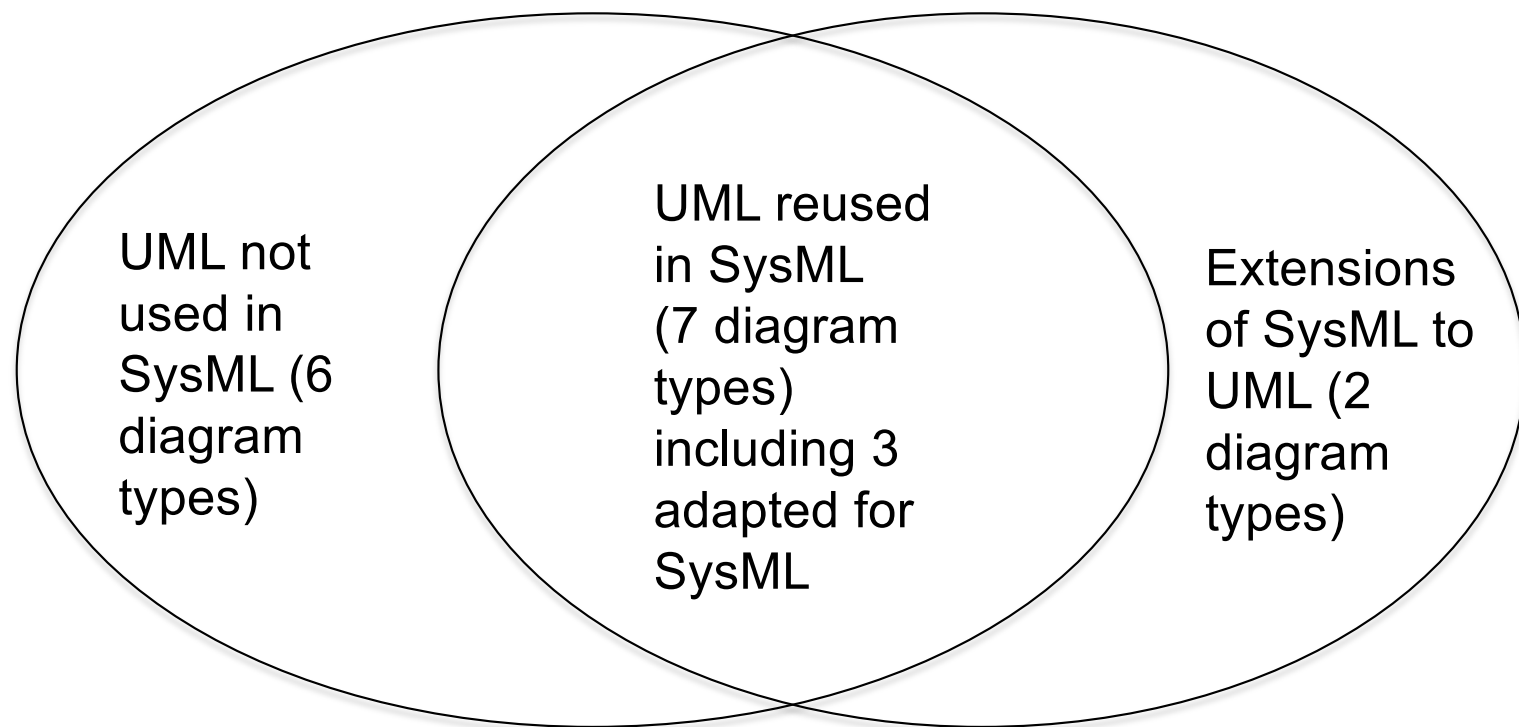 UML not
used in
SysML (6
diagram
types)
UML reused
in SysML
(7 diagram
types)
including 3
adapted for
SysML
Extensions
of SysML to
UML (2
diagram
types)